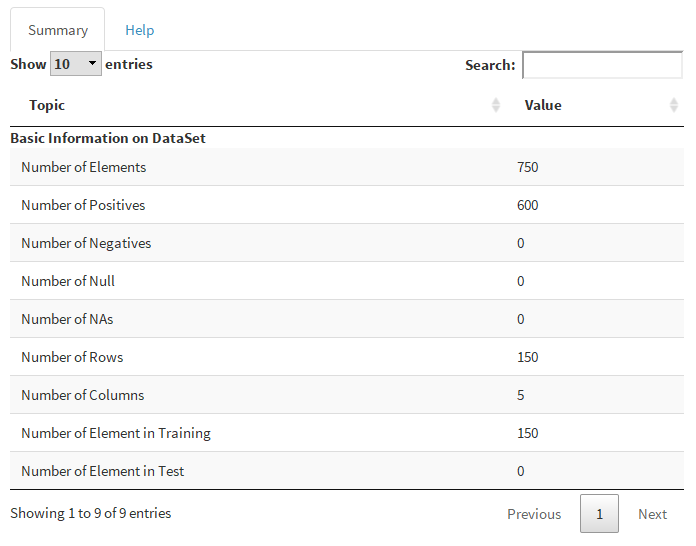 Summary Help
Show 10 entries Search:
Topic Value
Basic Information on DataSet
Number of Elements 750
Number of Positives 600
Number of Negatives 0
Number of Null 0
Number of NAs 0
Number of Rows 150
Number of Columns 5
Number of Element in Training 150
Number of Element in Test 0
Showing 1 to 9 of 9 entries Previous 1 Next